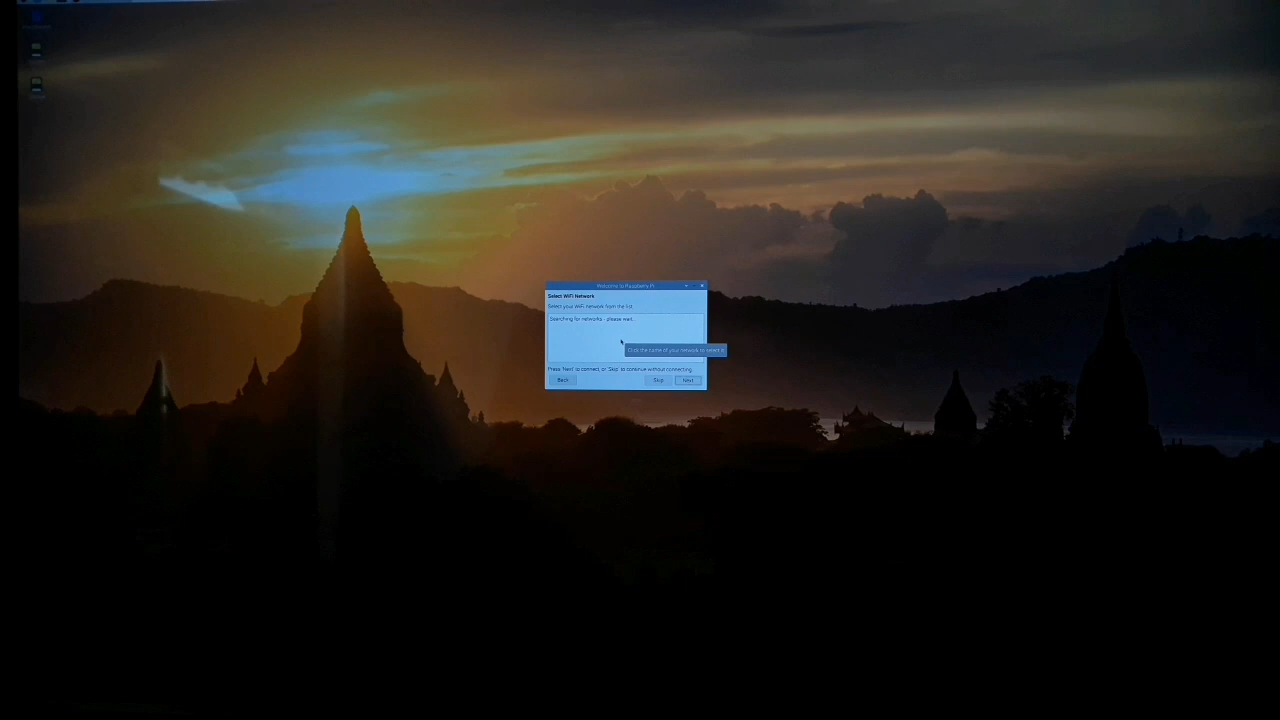 Welcome to Raspberry Pi
Select WiFi Network
Select your WiFi network from the list.
Searching for networks - please wait...
Click the name of your network to select it
Press 'Next' to connect, or 'Skip' to continue without connecting.
Back
Skip
Next